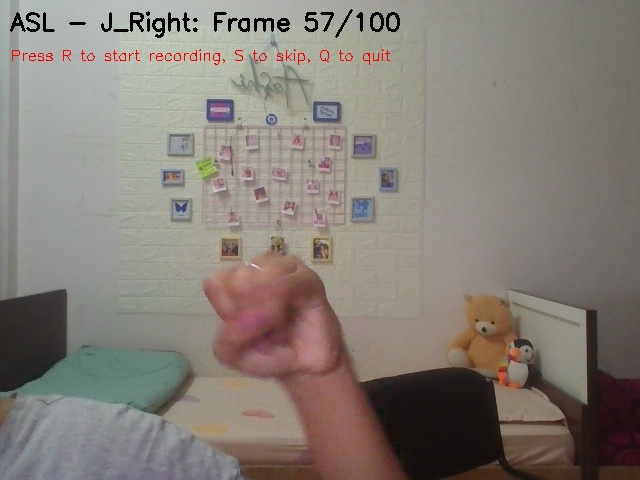 ASL - J_Right: Frame 57/100
Press R to start recording, S to skip, Q to quit